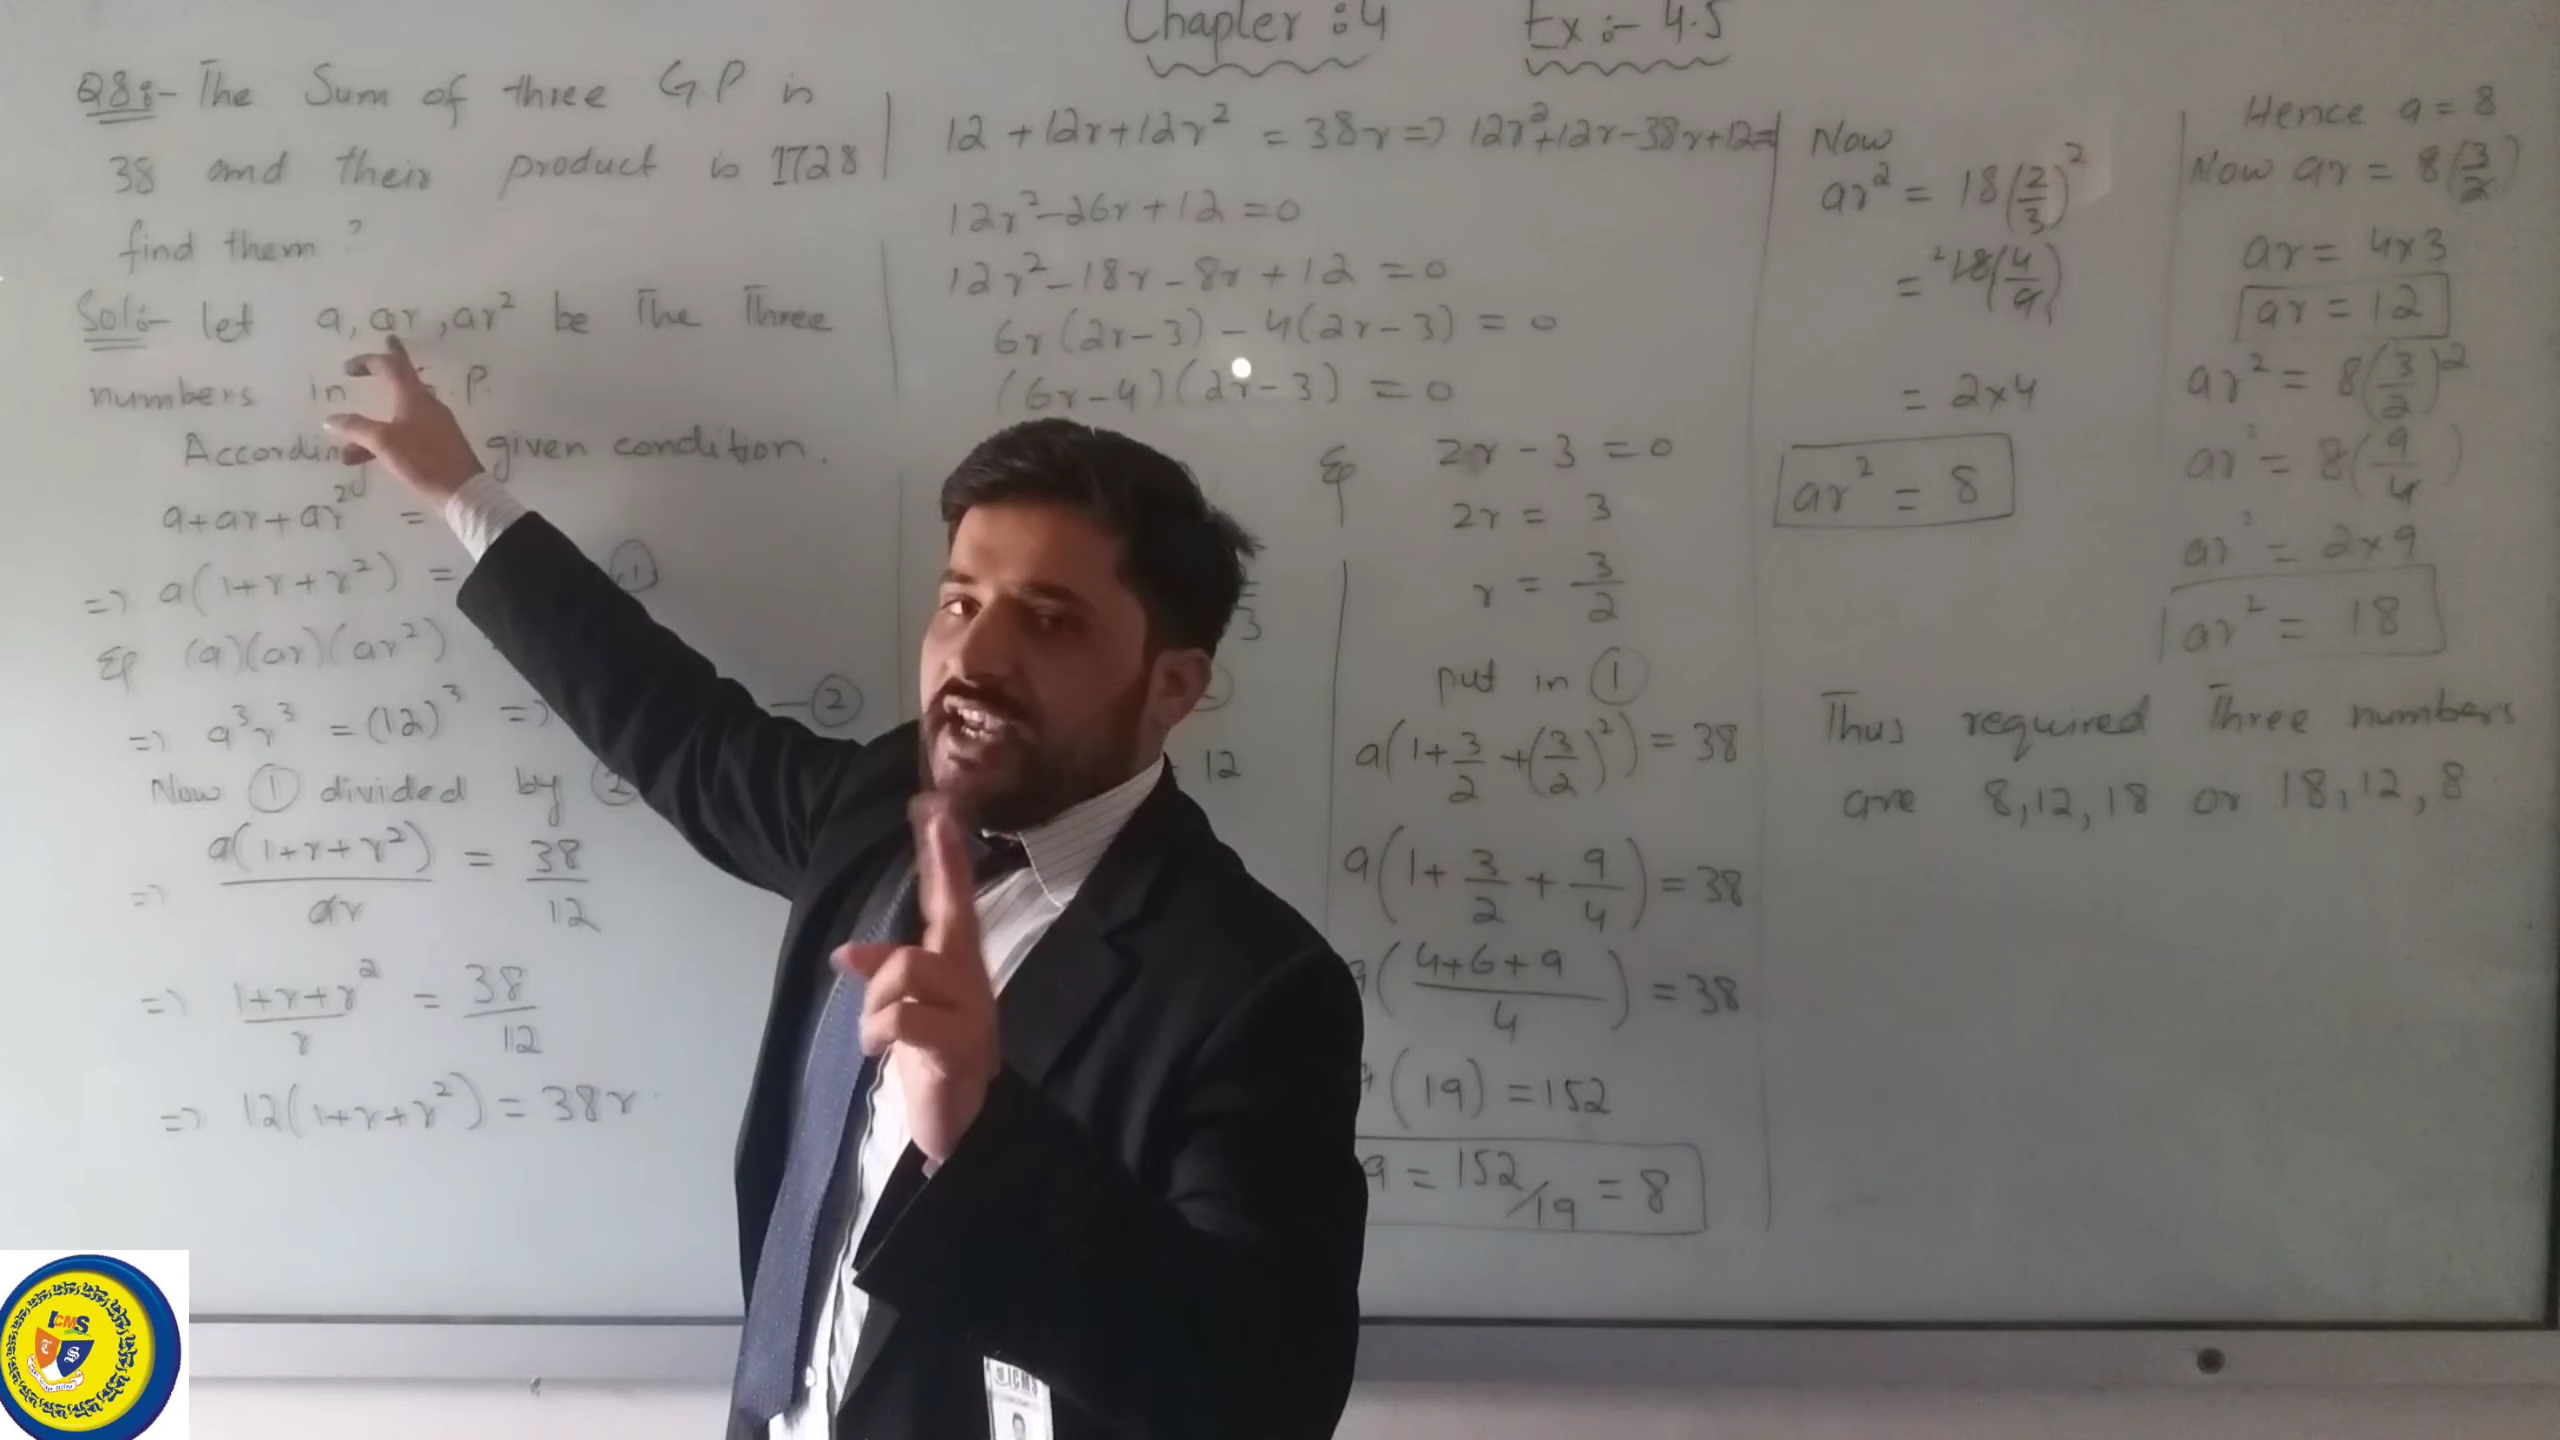 Chapter :4 Ex :- 4.5
Q8:- The Sum of three G.P is
38 and their product is 1728
find them ?
Sol:- let a, ar, ar² be The Three
numbers in G.P.
According given condition.
a+ar+ar² =
=> a(1+r+r²) = (1)
& (a)(ar)(ar²)
=> a³r³ = (12)³ => —(2)
Now (1) divided by (2)
=> a(1+r+r²)/ar = 38/12
=> 1+r+r²/r = 38/12
=> 12(1+r+r²) = 38r
12 + 12r + 12r² = 38r => 12r²+12r-38r+12=
12r²-26r+12 = 0
12r²-18r-8r+12 = 0
6r(2r-3) - 4(2r-3) = 0
(6r-4)(2r-3) = 0
3
12
& 2r - 3 = 0
2r = 3
r = 3/2
put in (1)
a(1+3/2+(3/2)²) = 38
a(1+3/2+9/4) = 38
a(4+6+9/4) = 38
a(19) = 152
a = 152/19 = 8
Now
ar² = 18(2/3)²
= ²18(4/9)
= 2×4
ar² = 8
Hence a = 8
Now ar = 8(3/2)
ar = 4×3
ar = 12
ar² = 8(3/2)²
ar² = 8(9/4)
ar² = 2×9
ar² = 18
Thus required Three numbers
are 8,12,18 or 18,12,8
ICMS
T S
ICMS